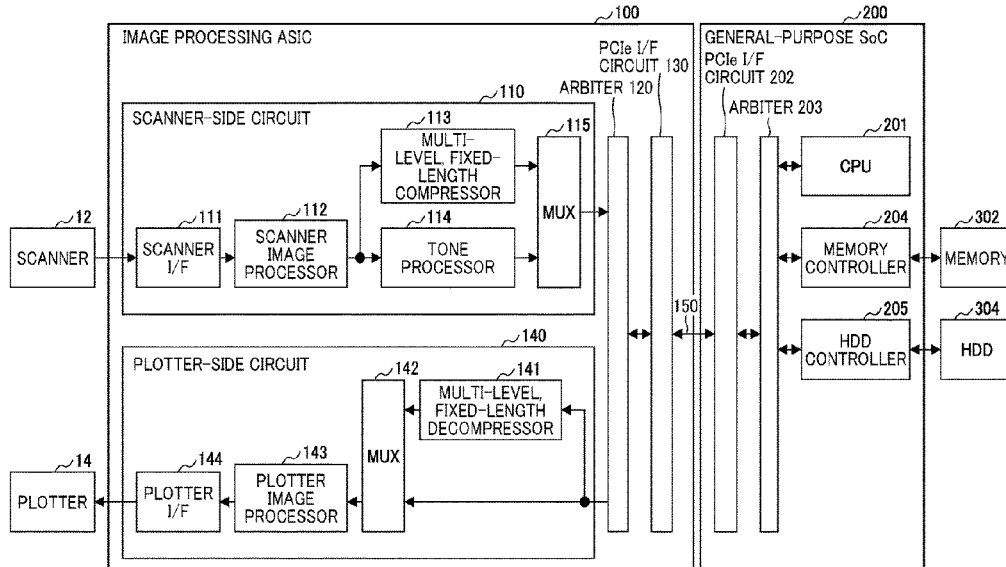 100
200
IMAGE PROCESSING ASIC
PCIe I/F
CIRCUIT 130
ARBITER 120
GENERAL-PURPOSE SoC
PCIe I/F
CIRCUIT 202
ARBITER 203
110
SCANNER-SIDE CIRCUIT
113
MULTI-
LEVEL, FIXED-
LENGTH
COMPRESSOR
115
MUX
201
CPU
12
SCANNER
111
SCANNER
I/F
112
SCANNER
IMAGE
PROCESSOR
114
TONE
PROCESSOR
204
MEMORY
CONTROLLER
302
MEMORY
150
205
HDD
CONTROLLER
304
HDD
140
PLOTTER-SIDE CIRCUIT
142
MUX
141
MULTI-LEVEL,
FIXED-LENGTH
DECOMPRESSOR
14
PLOTTER
144
PLOTTER
I/F
143
PLOTTER
IMAGE
PROCESSOR